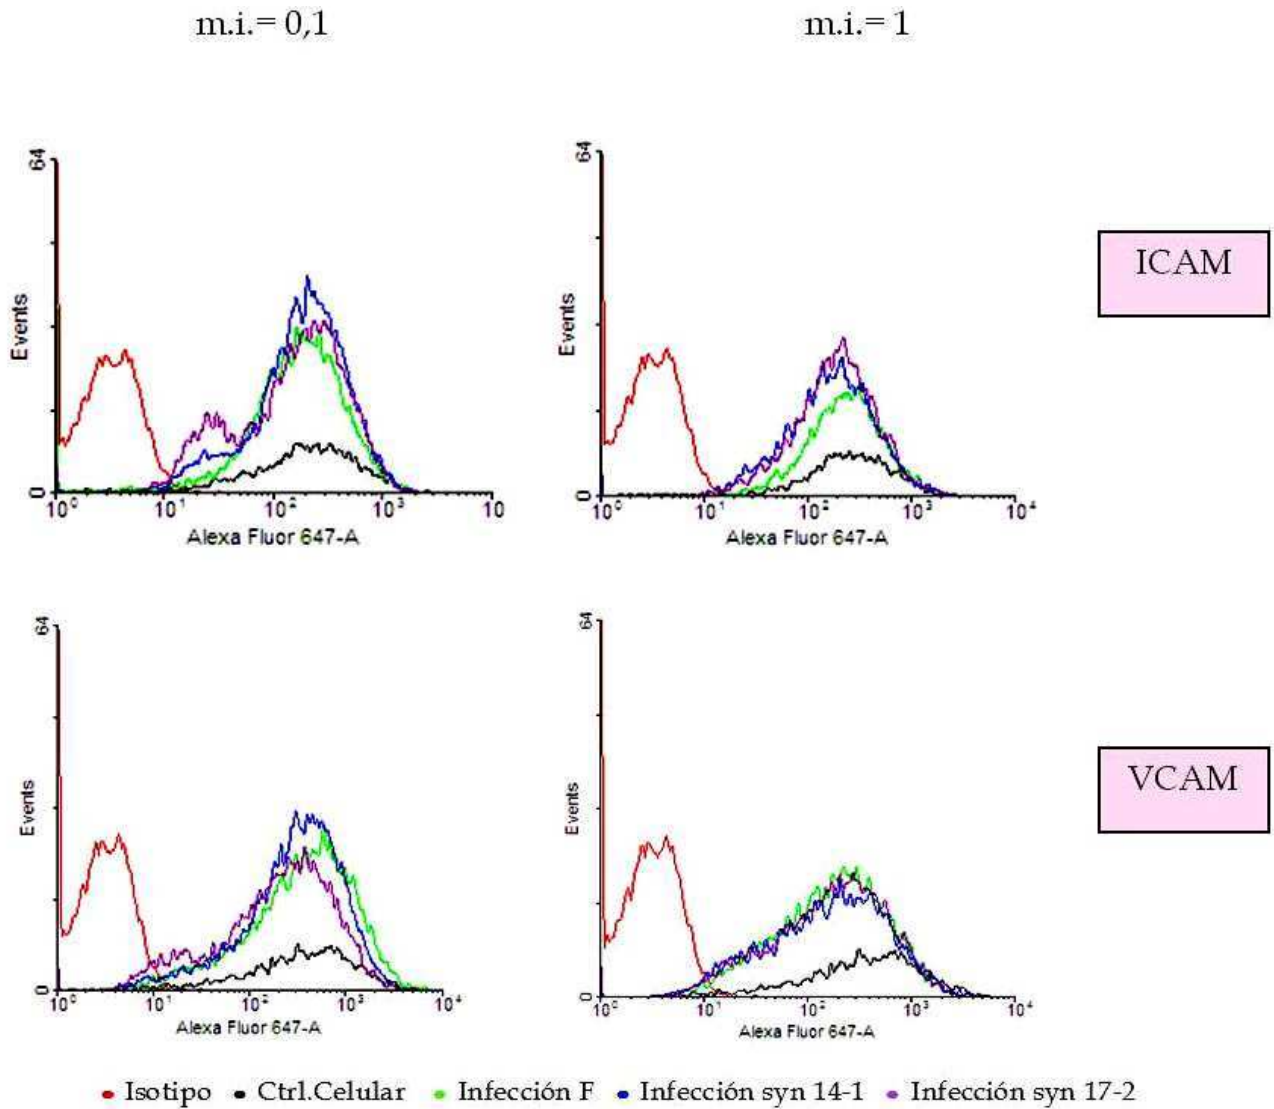 m.i.= 0,1
m.i.= 1
64
Events
0
10⁰ 10¹ 10² 10³ 10
Alexa Fluor 647-A
64
Events
0
10⁰ 10¹ 10² 10³ 10⁴
Alexa Fluor 647-A
ICAM
64
Events
0
10⁰ 10¹ 10² 10³ 10⁴
Alexa Fluor 647-A
64
Events
0
10⁰ 10¹ 10² 10³ 10⁴
Alexa Fluor 647-A
VCAM
• Isotipo • Ctrl.Celular • Infección F • Infección syn 14-1 • Infección syn 17-2